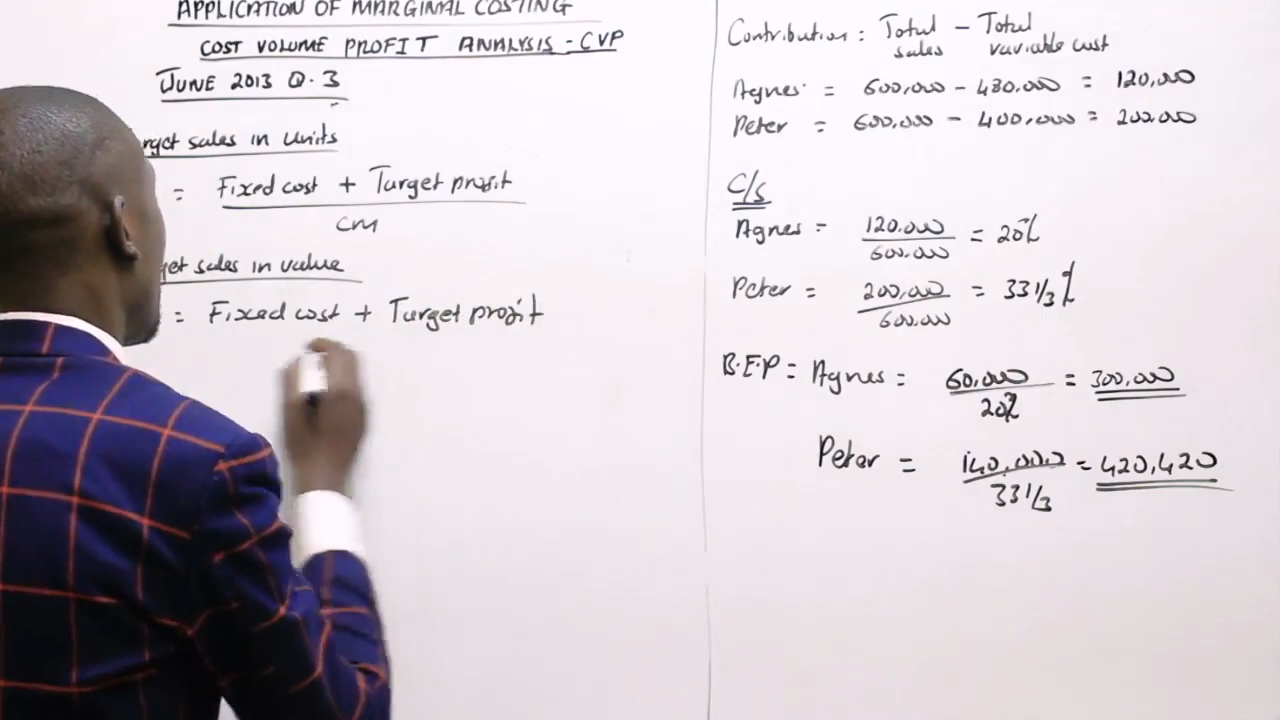 APPLICATION OF MARGINAL COSTING
COST VOLUME PROFIT ANALYSIS - CVP
JUNE 2013 Q.3
rget sales in units
= Fixed cost + Target profit
CM
get sales in value
= Fixed cost + Target profit
Contribution: Total sales - Total variable cost
Agnes = 600,000 - 480,000 = 120,000
Peter = 600,000 - 400,000 = 200,000
C/S
Agnes = 120,000 = 20%
600,000
Peter = 200,000 = 33 1/3 %
600,000
B.E.P = Agnes = 60,000 = 300,000
20%
Peter = 140,000 = 420,420
33 1/3